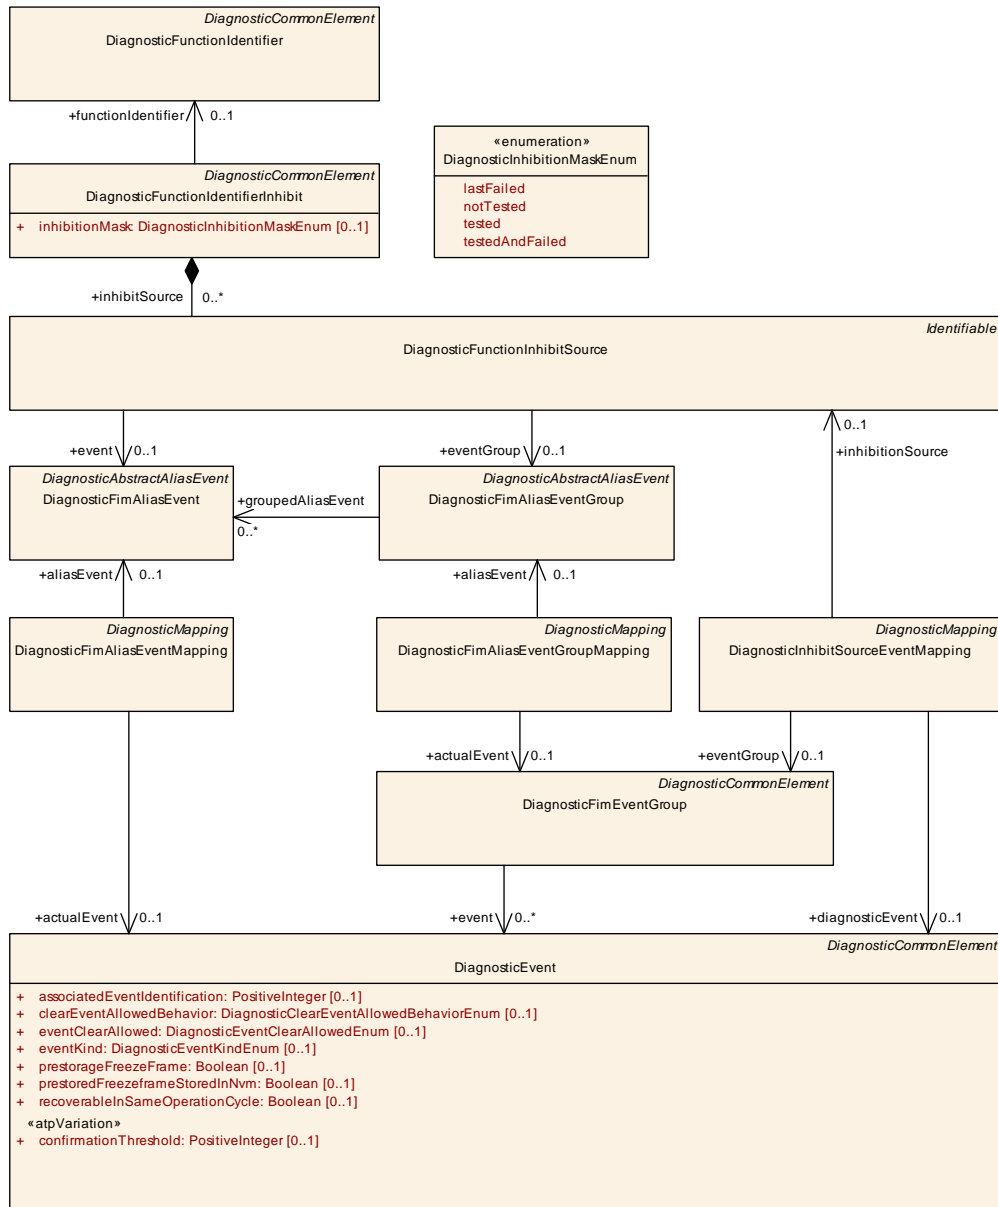 DiagnosticCommonElement
DiagnosticFunctionIdentifier
+functionIdentifier 0..1
«enumeration»
DiagnosticInhibitionMaskEnum
lastFailed
notTested
tested
testedAndFailed
DiagnosticCommonElement
DiagnosticFunctionIdentifierInhibit
+ inhibitionMask: DiagnosticInhibitionMaskEnum [0..1]
+inhibitSource 0..*
Identifiable
DiagnosticFunctionInhibitSource
+event 0..1
+eventGroup 0..1
0..1
+inhibitionSource
DiagnosticAbstractAliasEvent
DiagnosticFimAliasEvent
+groupedAliasEvent
0..*
DiagnosticAbstractAliasEvent
DiagnosticFimAliasEventGroup
+aliasEvent 0..1
+aliasEvent 0..1
DiagnosticMapping
DiagnosticFimAliasEventMapping
DiagnosticMapping
DiagnosticFimAliasEventGroupMapping
DiagnosticMapping
DiagnosticInhibitSourceEventMapping
+actualEvent 0..1
+eventGroup 0..1
DiagnosticCommonElement
DiagnosticFimEventGroup
+actualEvent 0..1
+event 0..*
+diagnosticEvent 0..1
DiagnosticCommonElement
DiagnosticEvent
+ associatedEventIdentification: PositiveInteger [0..1]
+ clearEventAllowedBehavior: DiagnosticClearEventAllowedBehaviorEnum [0..1]
+ eventClearAllowed: DiagnosticEventClearAllowedEnum [0..1]
+ eventKind: DiagnosticEventKindEnum [0..1]
+ prestorageFreezeFrame: Boolean [0..1]
+ prestoredFreezeframeStoredInNvm: Boolean [0..1]
+ recoverableInSameOperationCycle: Boolean [0..1]
«atpVariation»
+ confirmationThreshold: PositiveInteger [0..1]